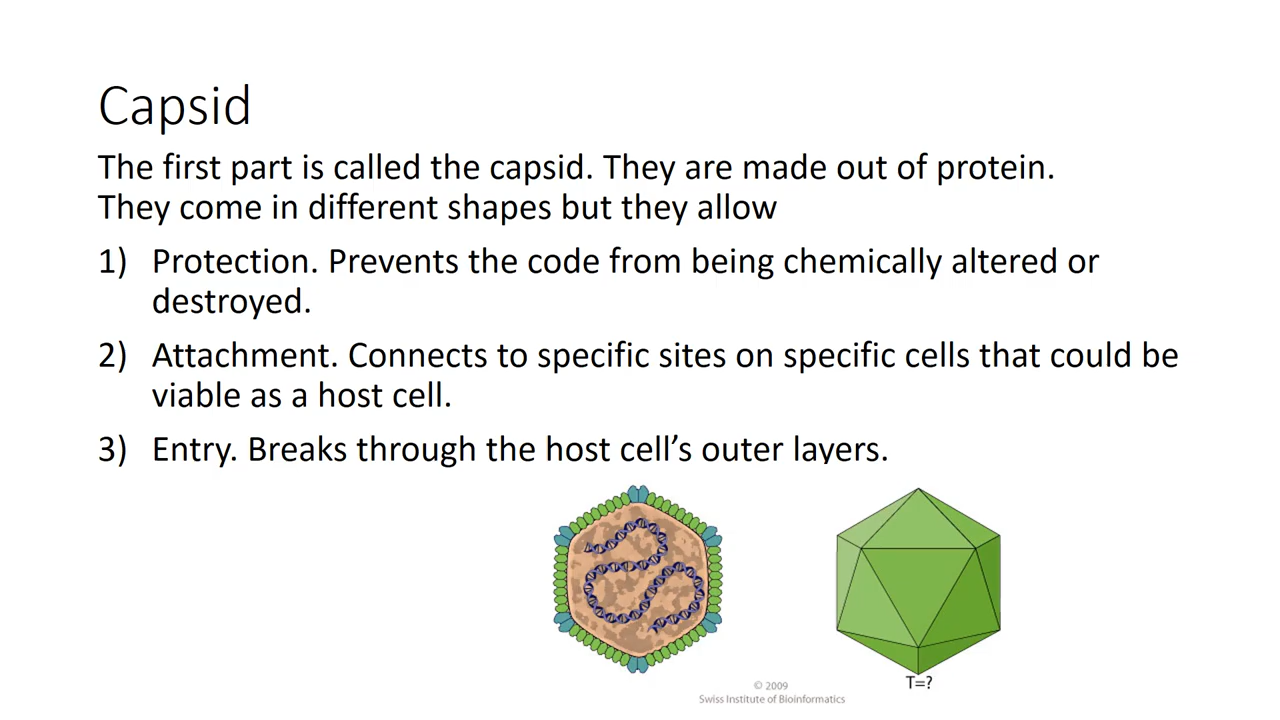 Capsid
The first part is called the capsid. They are made out of protein.
They come in different shapes but they allow
1) Protection. Prevents the code from being chemically altered or
destroyed.
2) Attachment. Connects to specific sites on specific cells that could be
viable as a host cell.
3) Entry. Breaks through the host cell’s outer layers.
T=?
© 2009
Swiss Institute of Bioinformatics